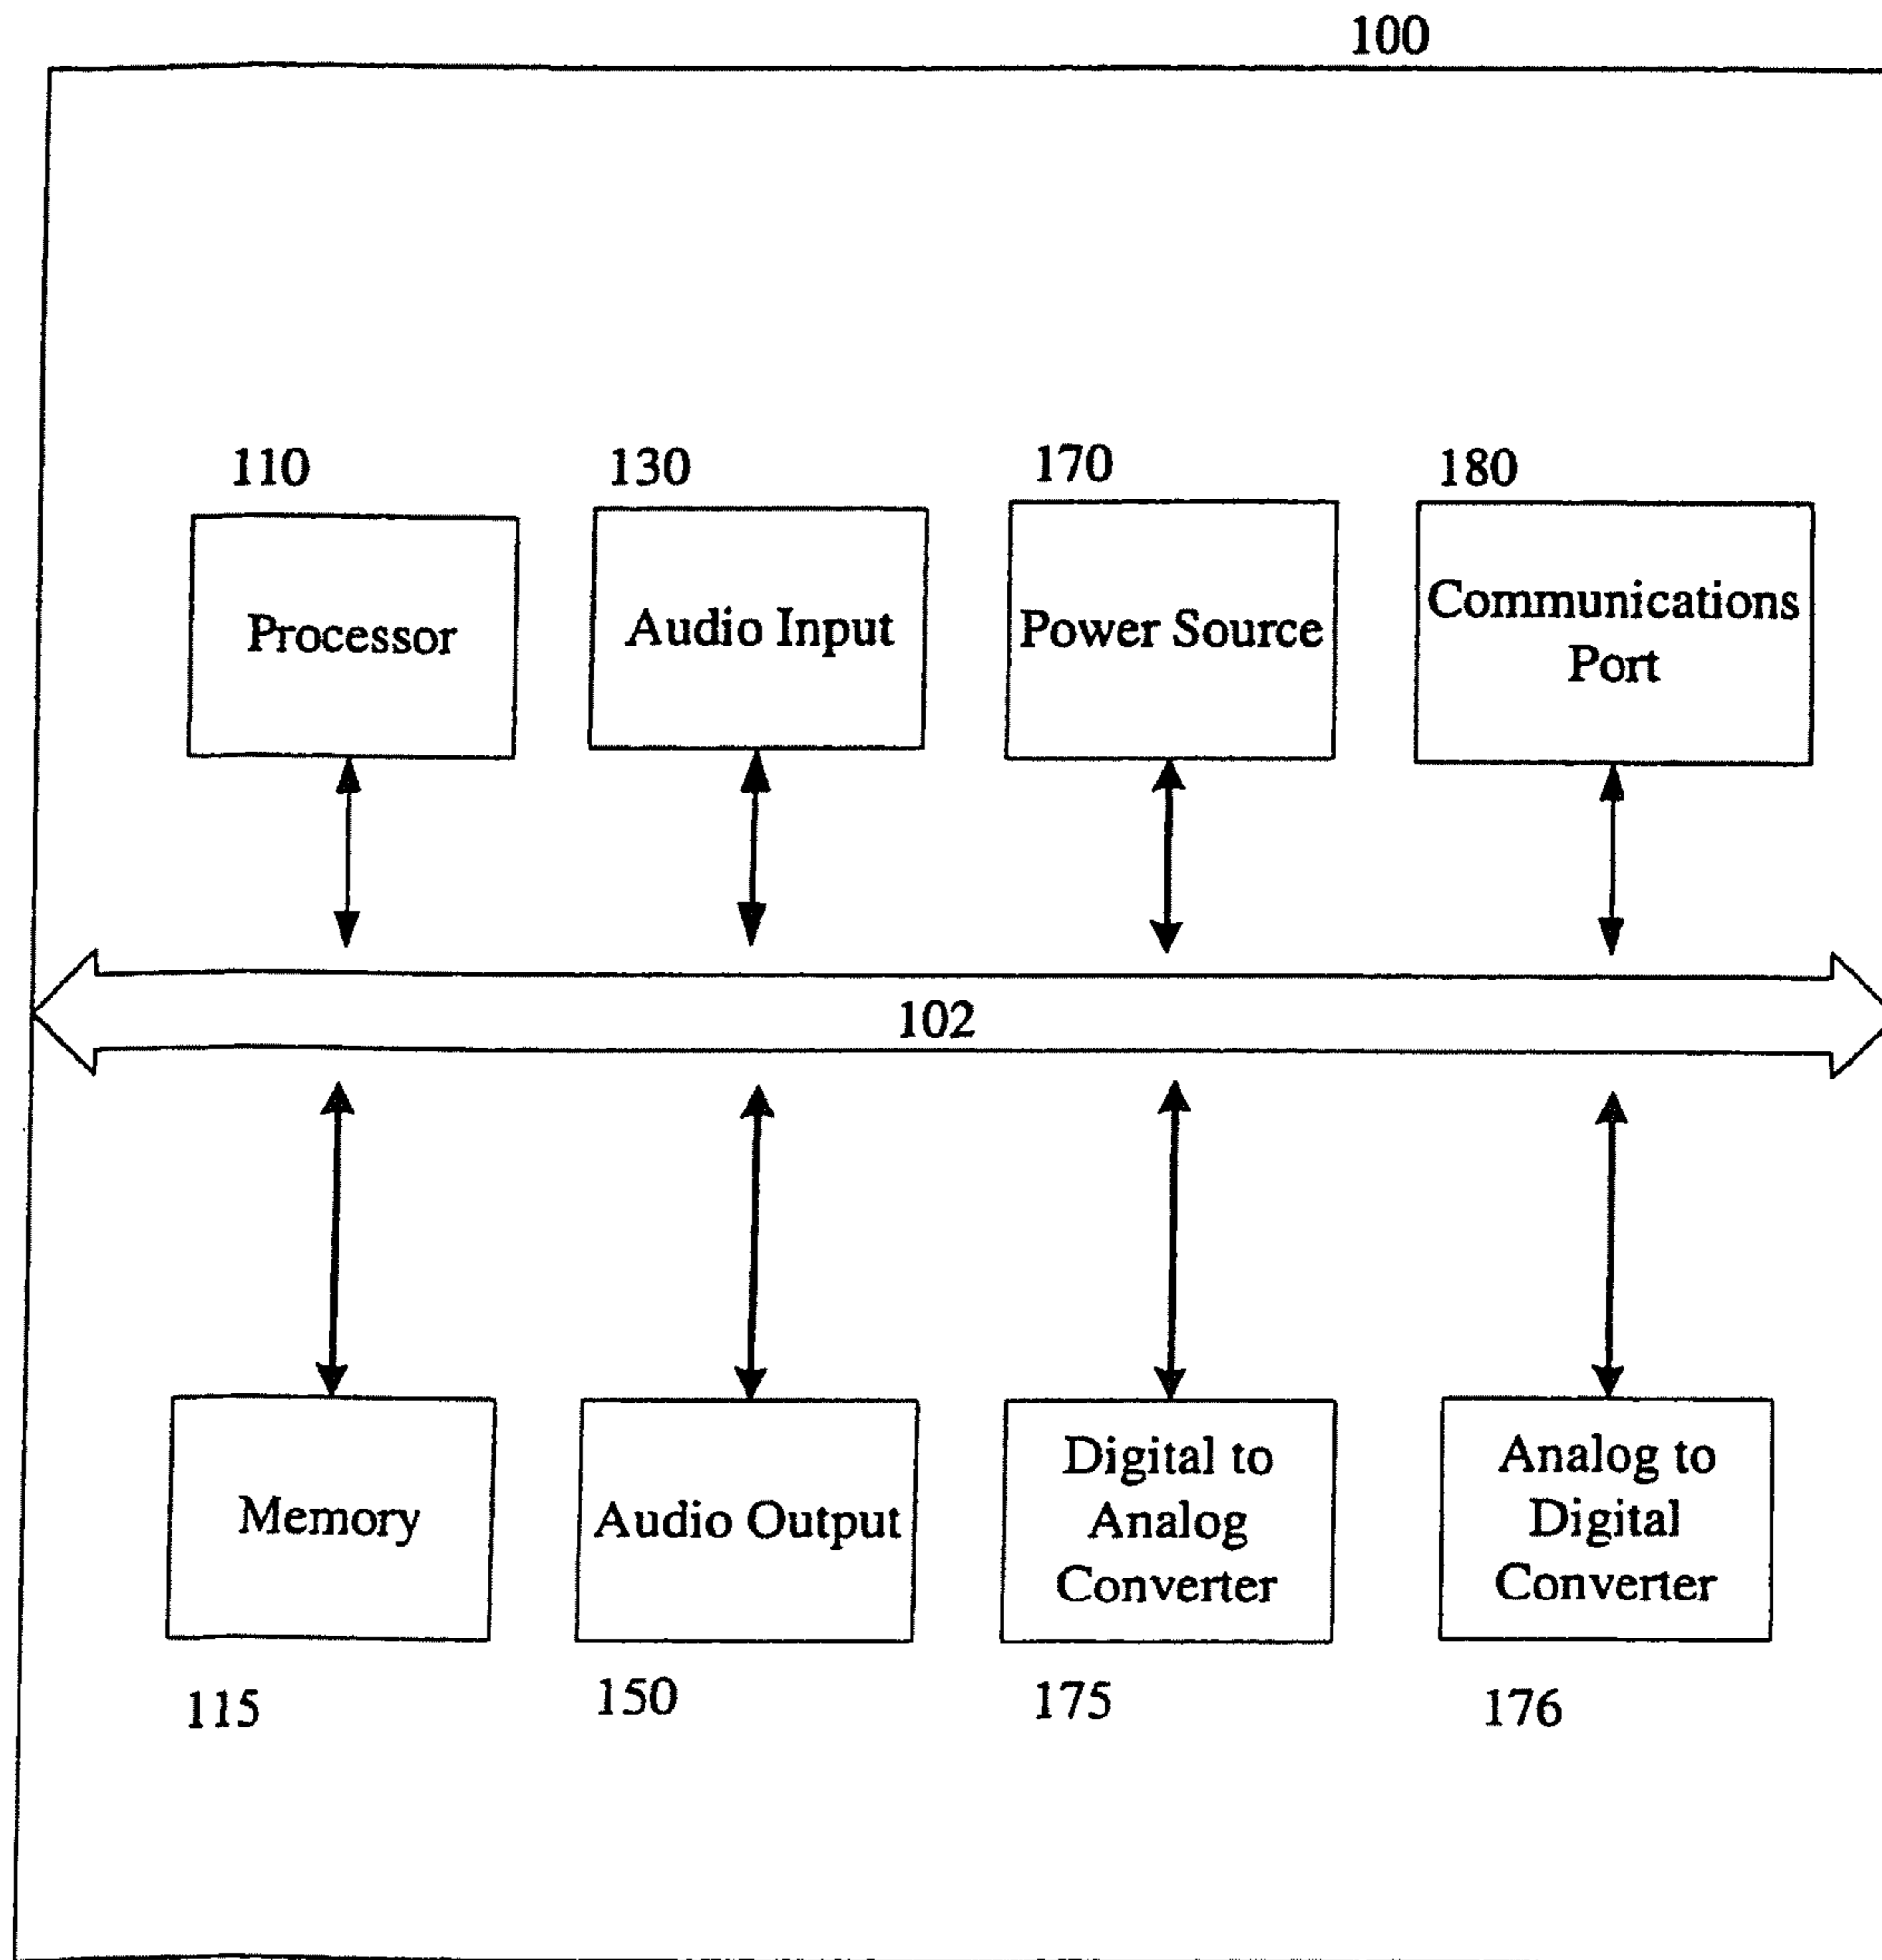 100
110
130
170
180
Processor
Audio Input
Power Source
Communications
Port
102
Memory
Audio Output
Digital to
Analog
Converter
Analog to
Digital
Converter
115
150
175
176